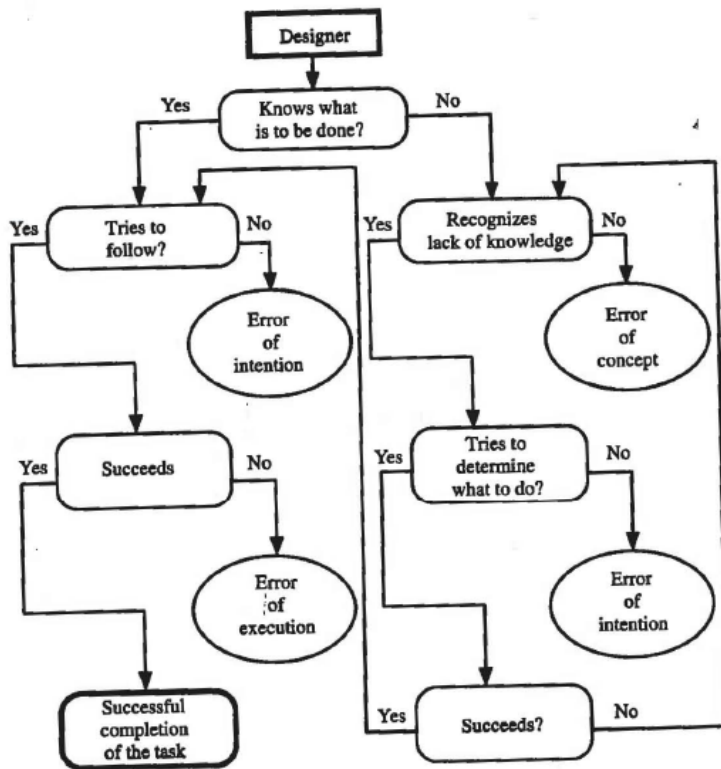 Designer
Yes
Knows what
is to be done?
No
Yes
Tries to
follow?
No
Yes
Recognizes
lack of knowledge
No
Error
of
intention
Error
of
concept
Yes
Succeeds
No
Yes
Tries to
determine
what to do?
No
Error
of
execution
Error
of
intention
Successful
completion
of the task
Yes
Succeeds?
No